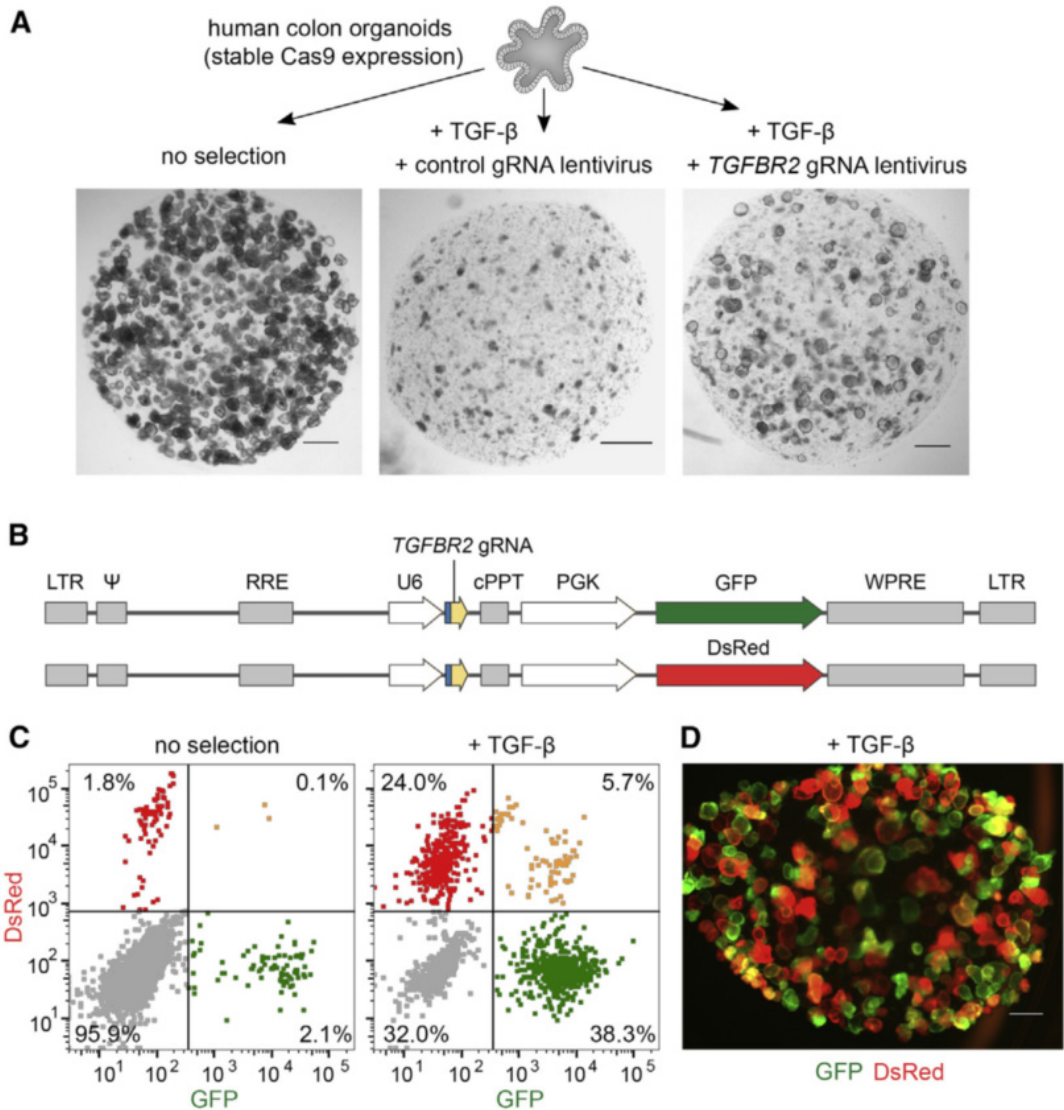 A
human colon organoids
(stable Cas9 expression)
no selection
+ TGF-β
+ control gRNA lentivirus
+ TGF-β
+ TGFBR2 gRNA lentivirus
B
TGFBR2 gRNA
LTR Ψ RRE U6 cPPT PGK GFP WPRE LTR
DsRed
C
no selection
+ TGF-β
DsRed
10⁵
10⁴
10³
10²
10¹
1.8% 0.1%
95.9% 2.1%
24.0% 5.7%
32.0% 38.3%
10¹ 10² 10³ 10⁴ 10⁵
10¹ 10² 10³ 10⁴ 10⁵
GFP
GFP
D
+ TGF-β
GFP DsRed